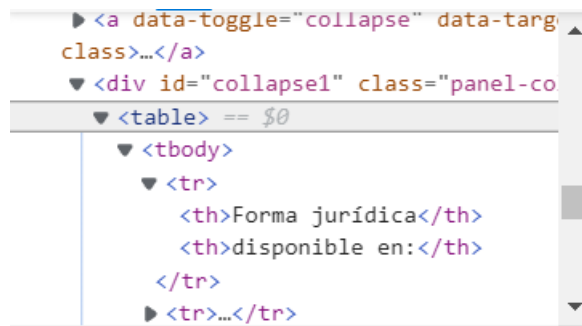 ▶<a data-toggle="collapse" data-targ
class>…</a>
▼<div id="collapse1" class="panel-co
▼<table> == $0
▼<tbody>
▼<tr>
<th>Forma jurídica</th>
<th>disponible en:</th>
</tr>
▶<tr>…</tr>